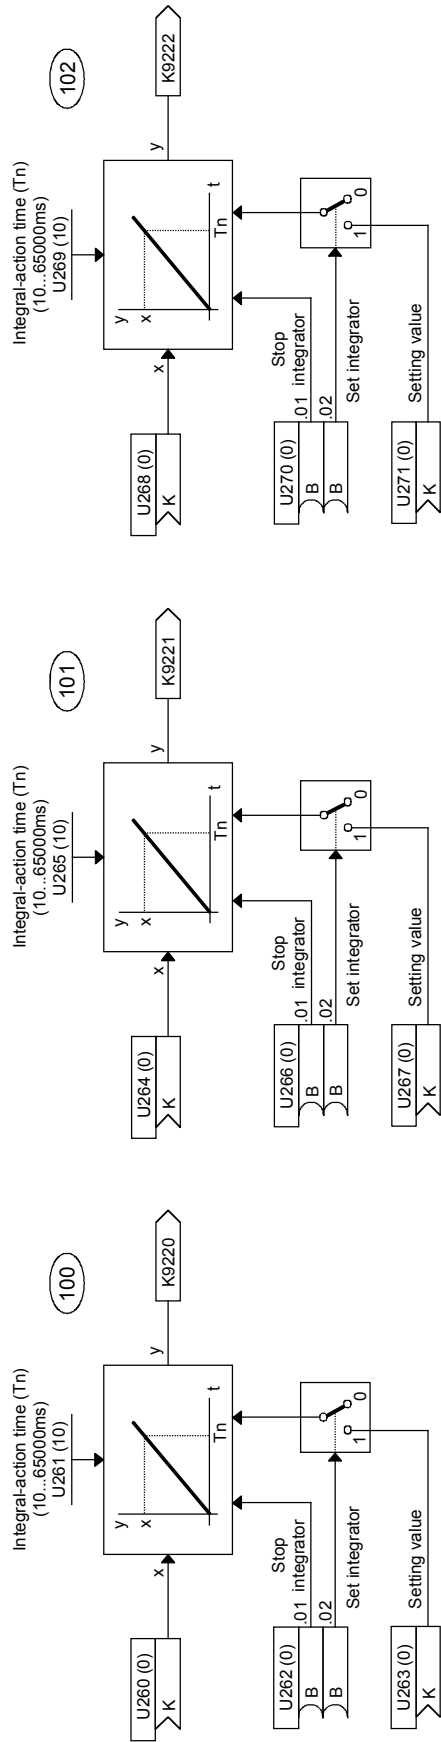 100
Integral-action time (Tn)
(10...65000ms)
U261 (10)
U260 (0)
K
x
y
x
Tn
t
y
K9220
U262 (0)
B
.01
Stop
integrator
B
.02
Set integrator
1
0
U263 (0)
K
Setting value
101
Integral-action time (Tn)
(10...65000ms)
U265 (10)
U264 (0)
K
x
y
x
Tn
t
y
K9221
U266 (0)
B
.01
Stop
integrator
B
.02
Set integrator
1
0
U267 (0)
K
Setting value
102
Integral-action time (Tn)
(10...65000ms)
U269 (10)
U268 (0)
K
x
y
x
Tn
t
y
K9222
U270 (0)
B
.01
Stop
integrator
B
.02
Set integrator
1
0
U271 (0)
K
Setting value